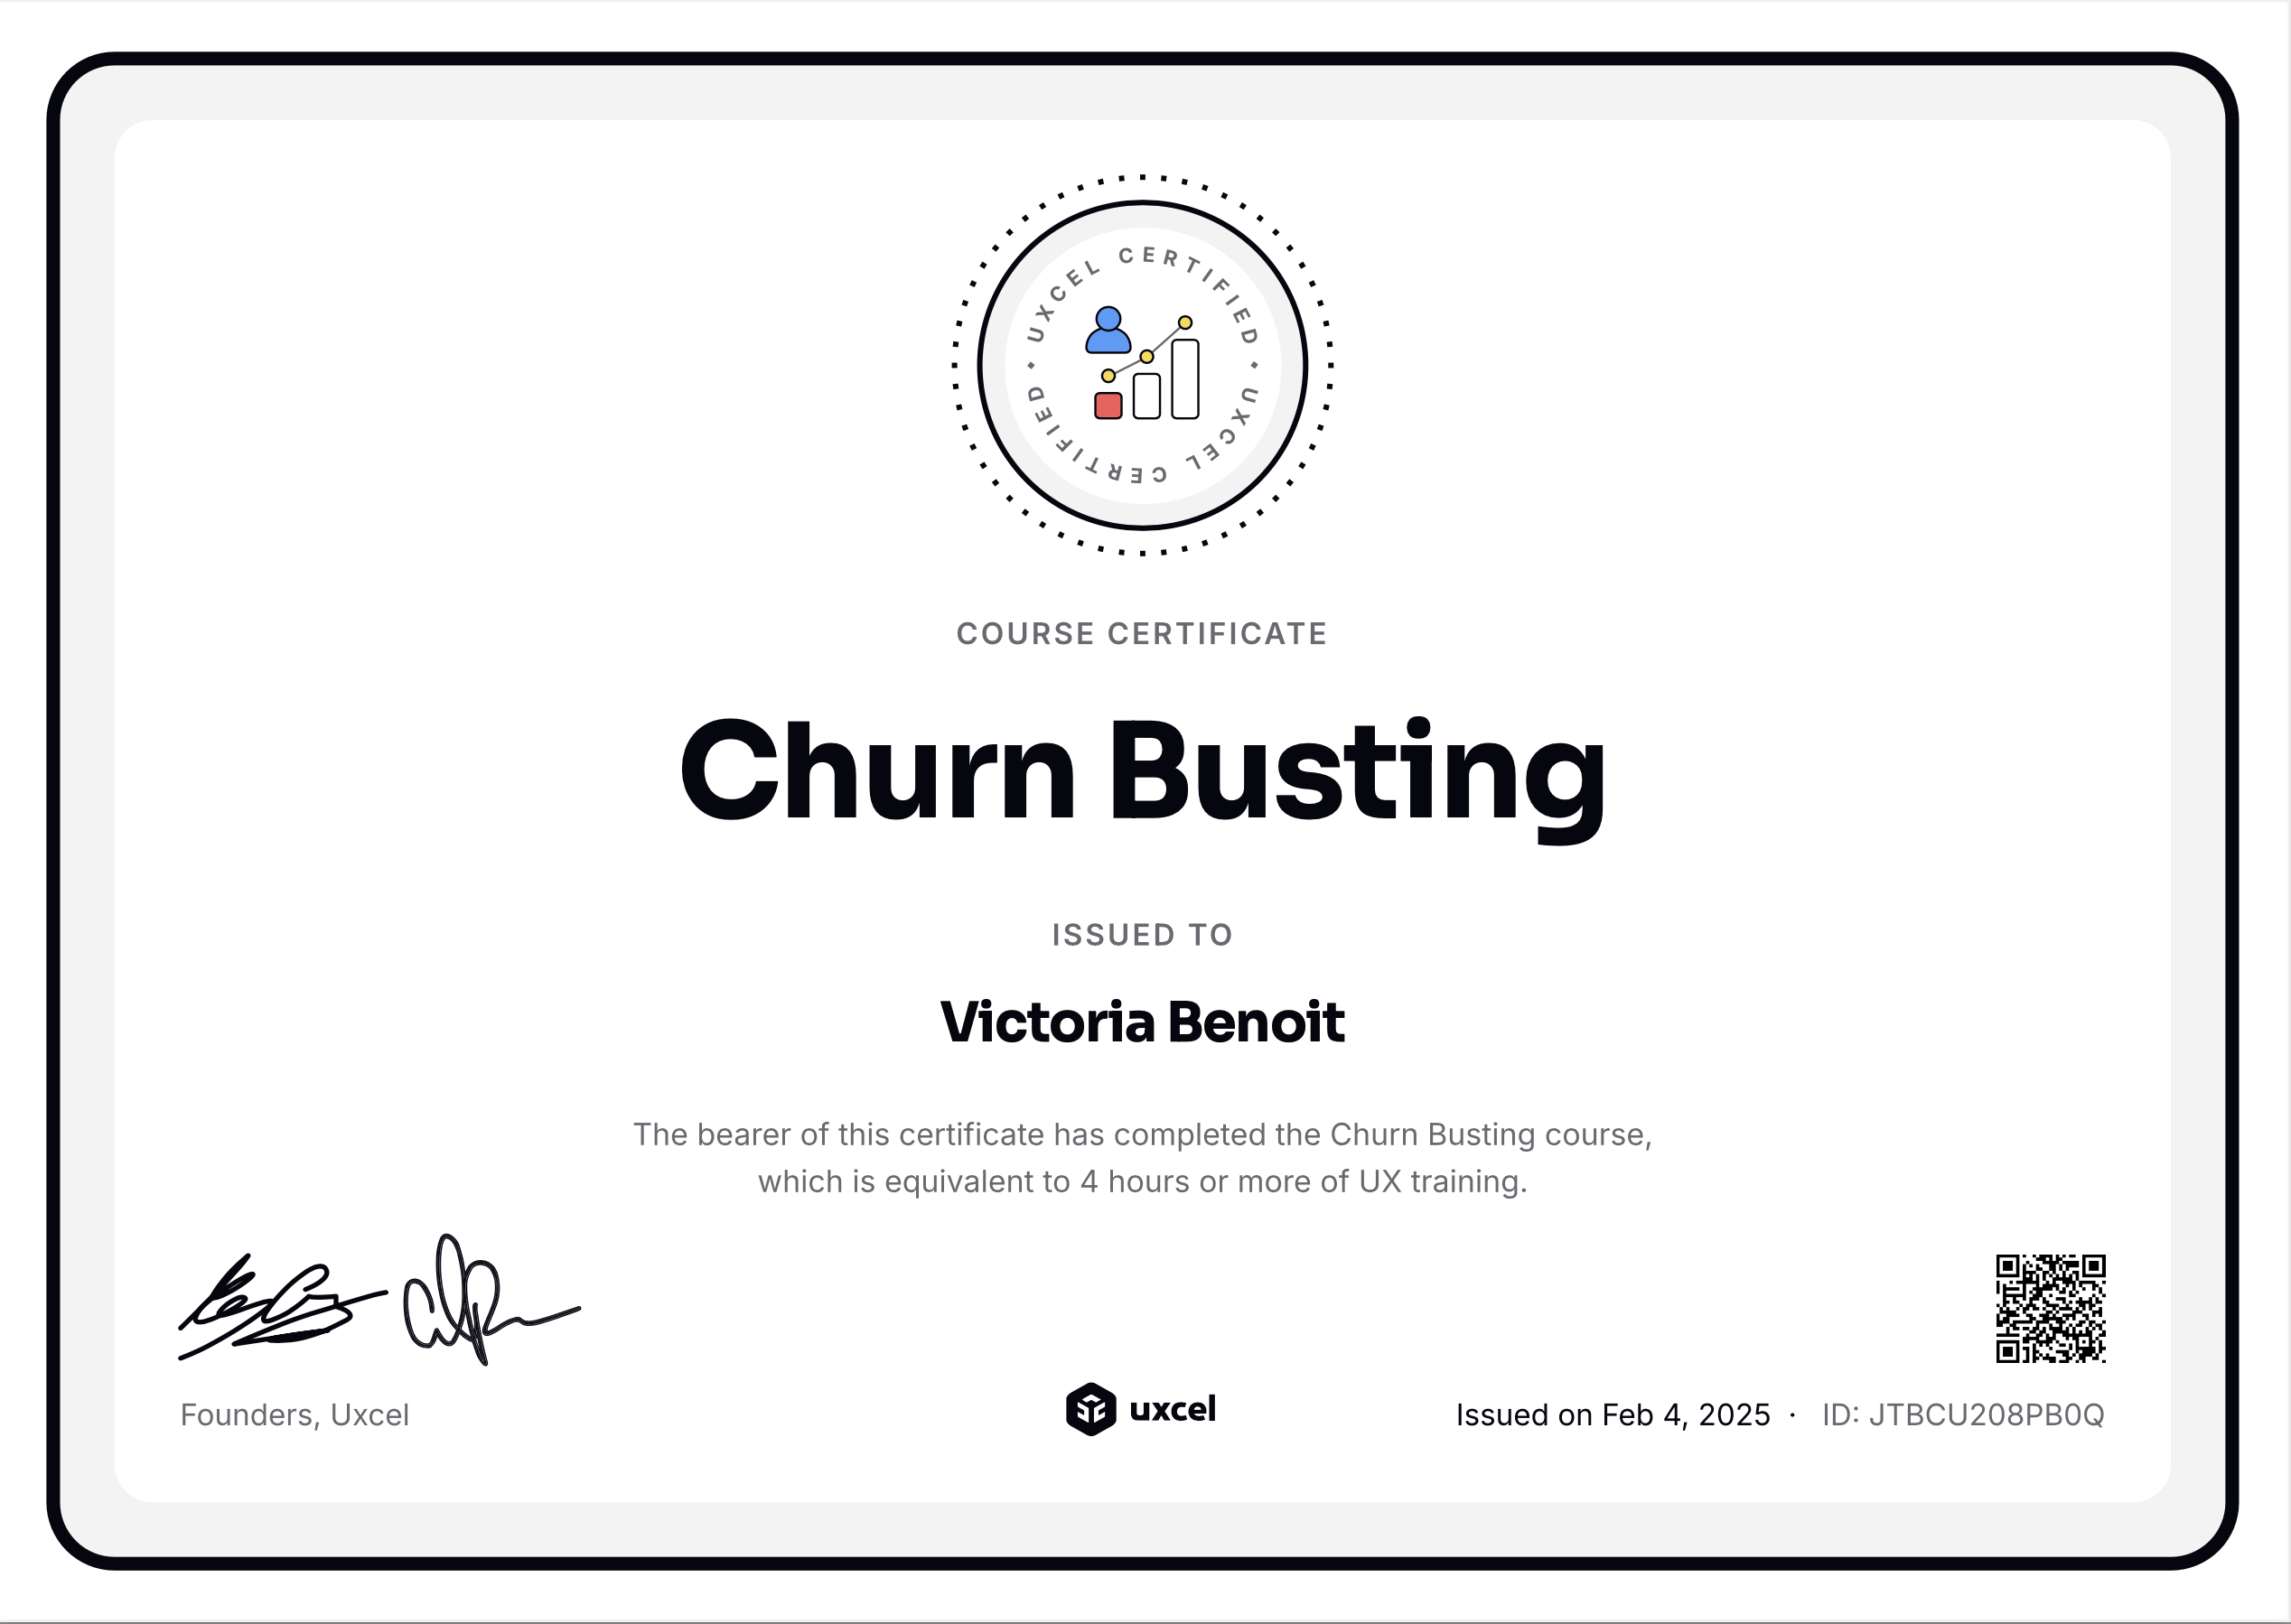 UXCEL CERTIFIED
UXCEL CERTIFIED
COURSE CERTIFICATE
Churn Busting
ISSUED TO
Victoria Benoit
The bearer of this certificate has completed the Churn Busting course,
which is equivalent to 4 hours or more of UX training.
Founders, Uxcel
uxcel
Issued on Feb 4, 2025 · ID: JTBCU208PB0Q